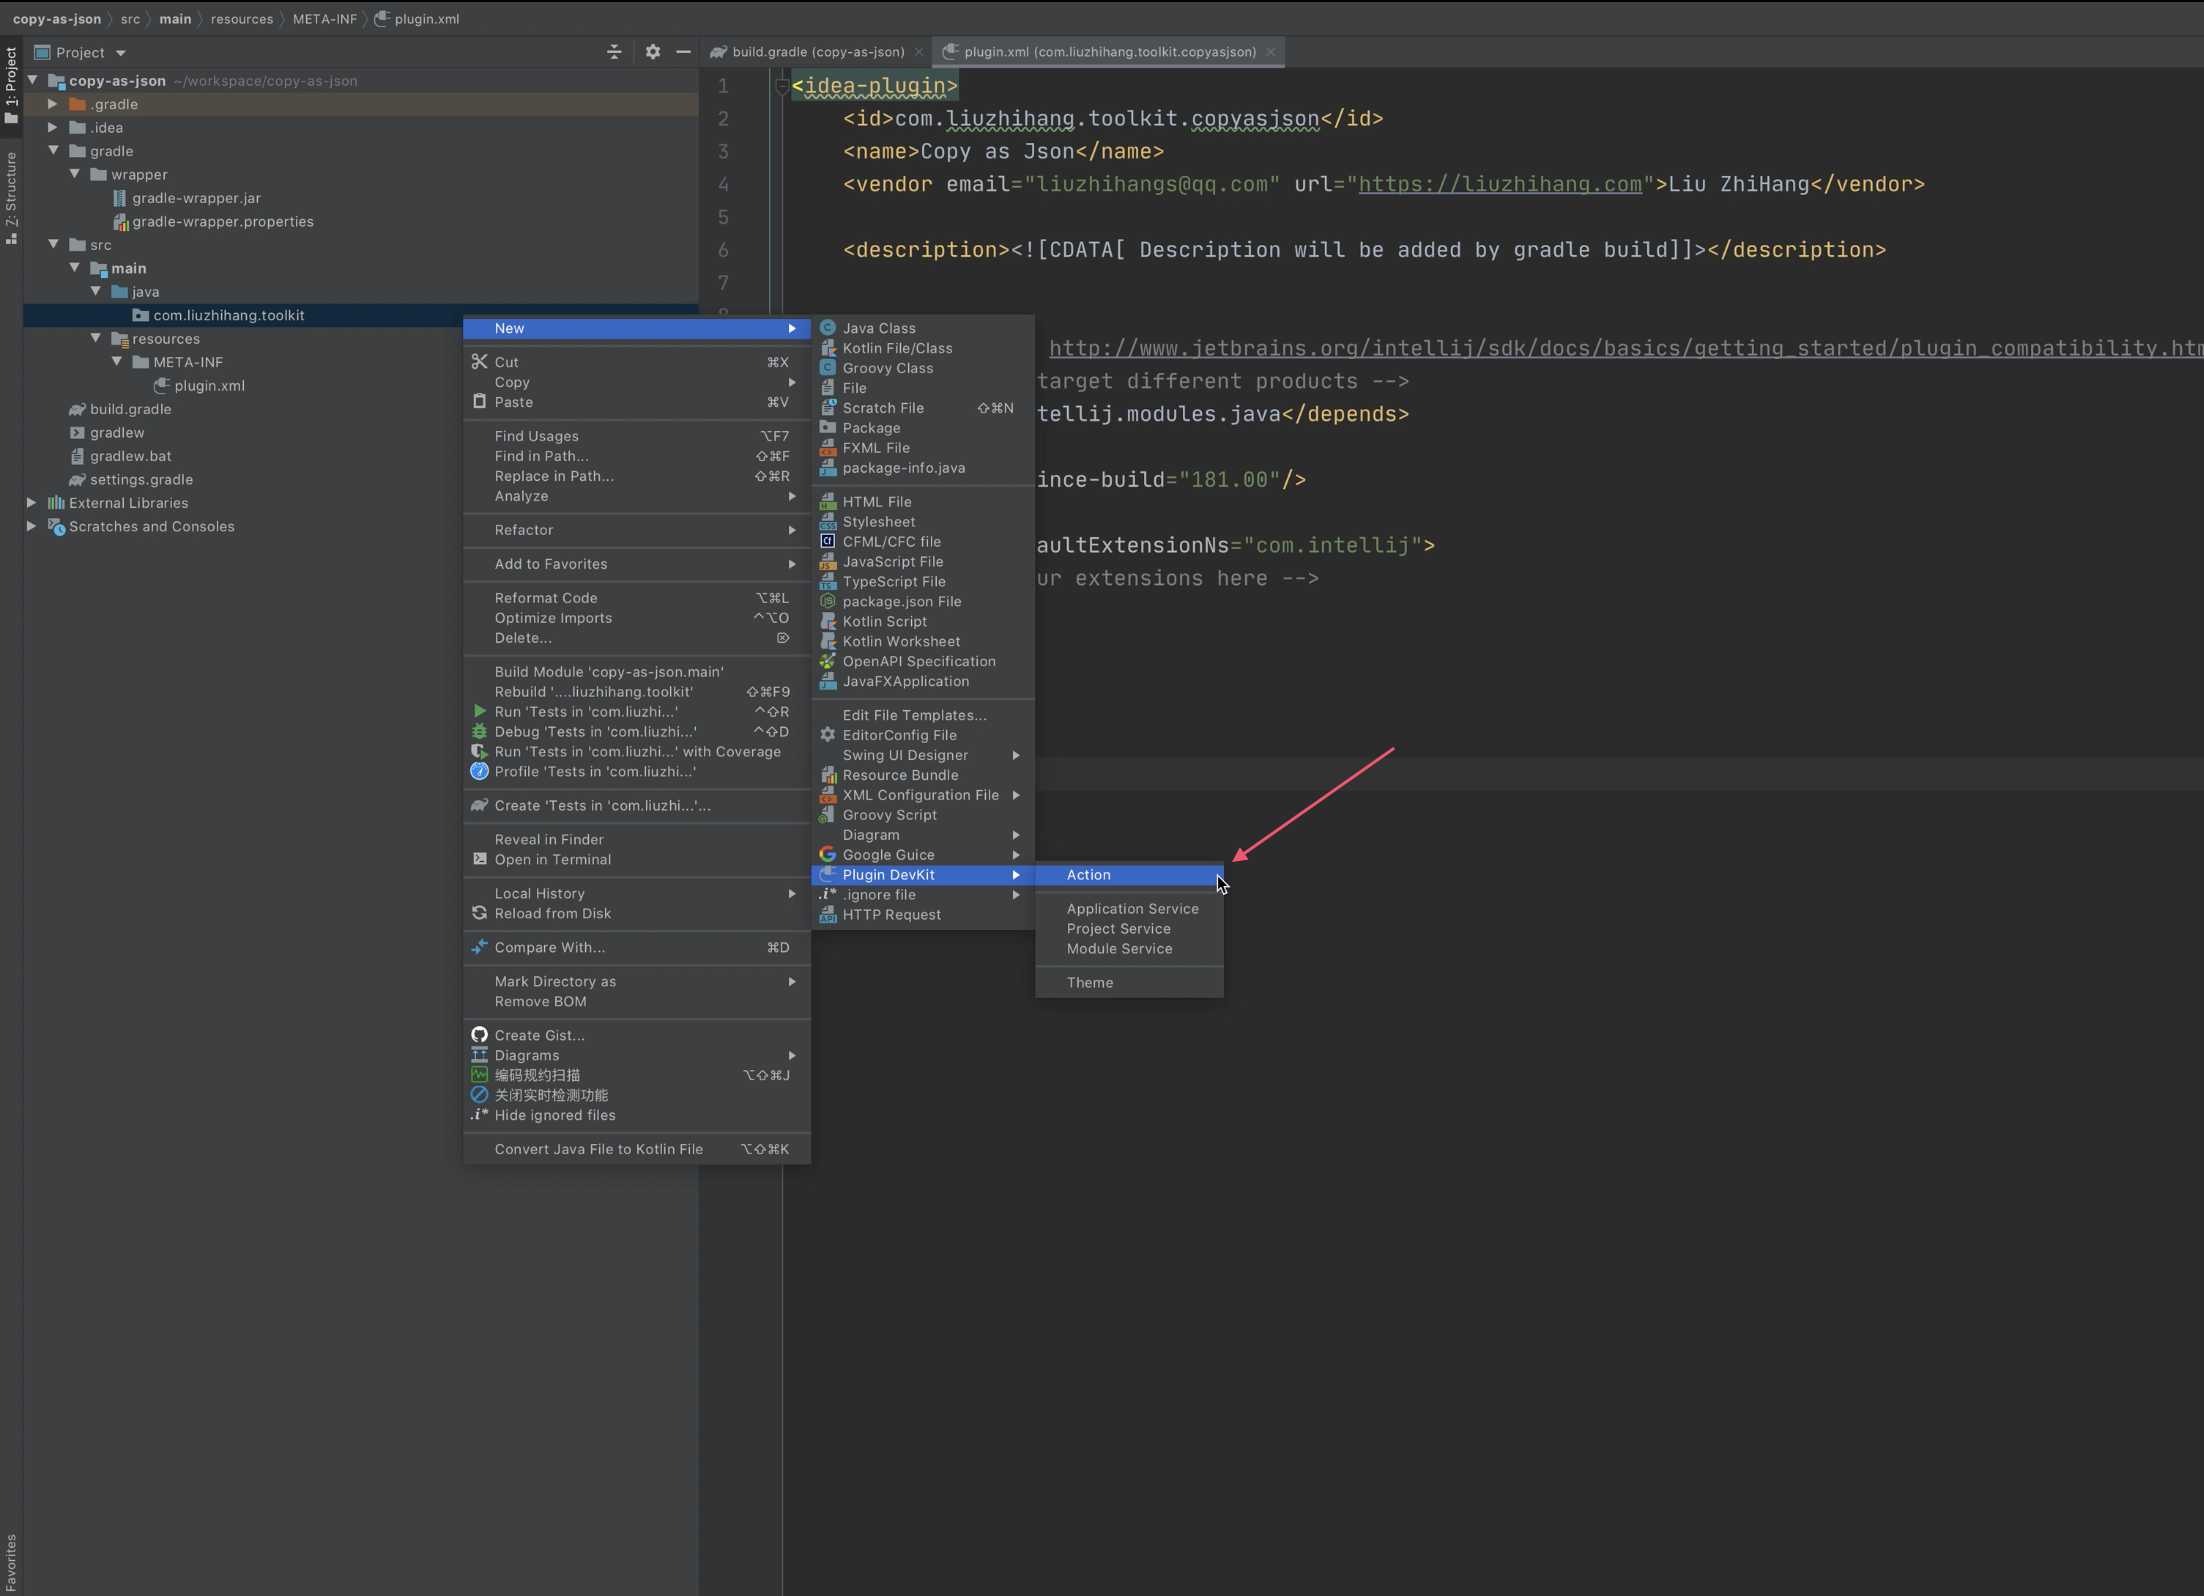 copy-as-json src main resources META-INF plugin.xml
1: Project
Z: Structure
Favorites
Project
copy-as-json ~/workspace/copy-as-json
.gradle
.idea
gradle
wrapper
gradle-wrapper.jar
gradle-wrapper.properties
src
main
java
com.liuzhihang.toolkit
resources
META-INF
plugin.xml
build.gradle
gradlew
gradlew.bat
settings.gradle
External Libraries
Scratches and Consoles
build.gradle (copy-as-json) plugin.xml (com.liuzhihang.toolkit.copyasjson)
1 <idea-plugin>
2 <id>com.liuzhihang.toolkit.copyasjson</id>
3 <name>Copy as Json</name>
4 <vendor email="liuzhihangs@qq.com" url="https://liuzhihang.com">Liu ZhiHang</vendor>
5
6 <description><![CDATA[ Description will be added by gradle build]]></description>
7
http://www.jetbrains.org/intellij/sdk/docs/basics/getting_started/plugin_compatibility.htm
target different products -->
tellij.modules.java</depends>
ince-build="181.00"/>
aultExtensionNs="com.intellij">
ur extensions here -->
New
Cut ⌘X
Copy
Paste ⌘V
Find Usages ⌥F7
Find in Path... ⇧⌘F
Replace in Path... ⇧⌘R
Analyze
Refactor
Add to Favorites
Reformat Code ⌥⌘L
Optimize Imports ^⌥O
Delete... ⌦
Build Module 'copy-as-json.main'
Rebuild '....liuzhihang.toolkit' ⇧⌘F9
Run 'Tests in 'com.liuzhi...' ^⇧R
Debug 'Tests in 'com.liuzhi...' ^⇧D
Run 'Tests in 'com.liuzhi...' with Coverage
Profile 'Tests in 'com.liuzhi...'
Create 'Tests in 'com.liuzhi...'...
Reveal in Finder
Open in Terminal
Local History
Reload from Disk
Compare With... ⌘D
Mark Directory as
Remove BOM
Create Gist...
Diagrams
编码规约扫描 ⌥⇧⌘J
关闭实时检测功能
.i* Hide ignored files
Convert Java File to Kotlin File ⌥⇧⌘K
Java Class
Kotlin File/Class
Groovy Class
File
Scratch File ⇧⌘N
Package
FXML File
package-info.java
HTML File
Stylesheet
CFML/CFC file
JavaScript File
TypeScript File
package.json File
Kotlin Script
Kotlin Worksheet
OpenAPI Specification
JavaFXApplication
Edit File Templates...
EditorConfig File
Swing UI Designer
Resource Bundle
XML Configuration File
Groovy Script
Diagram
Google Guice
Plugin DevKit
.i* .ignore file
HTTP Request
Action
Application Service
Project Service
Module Service
Theme